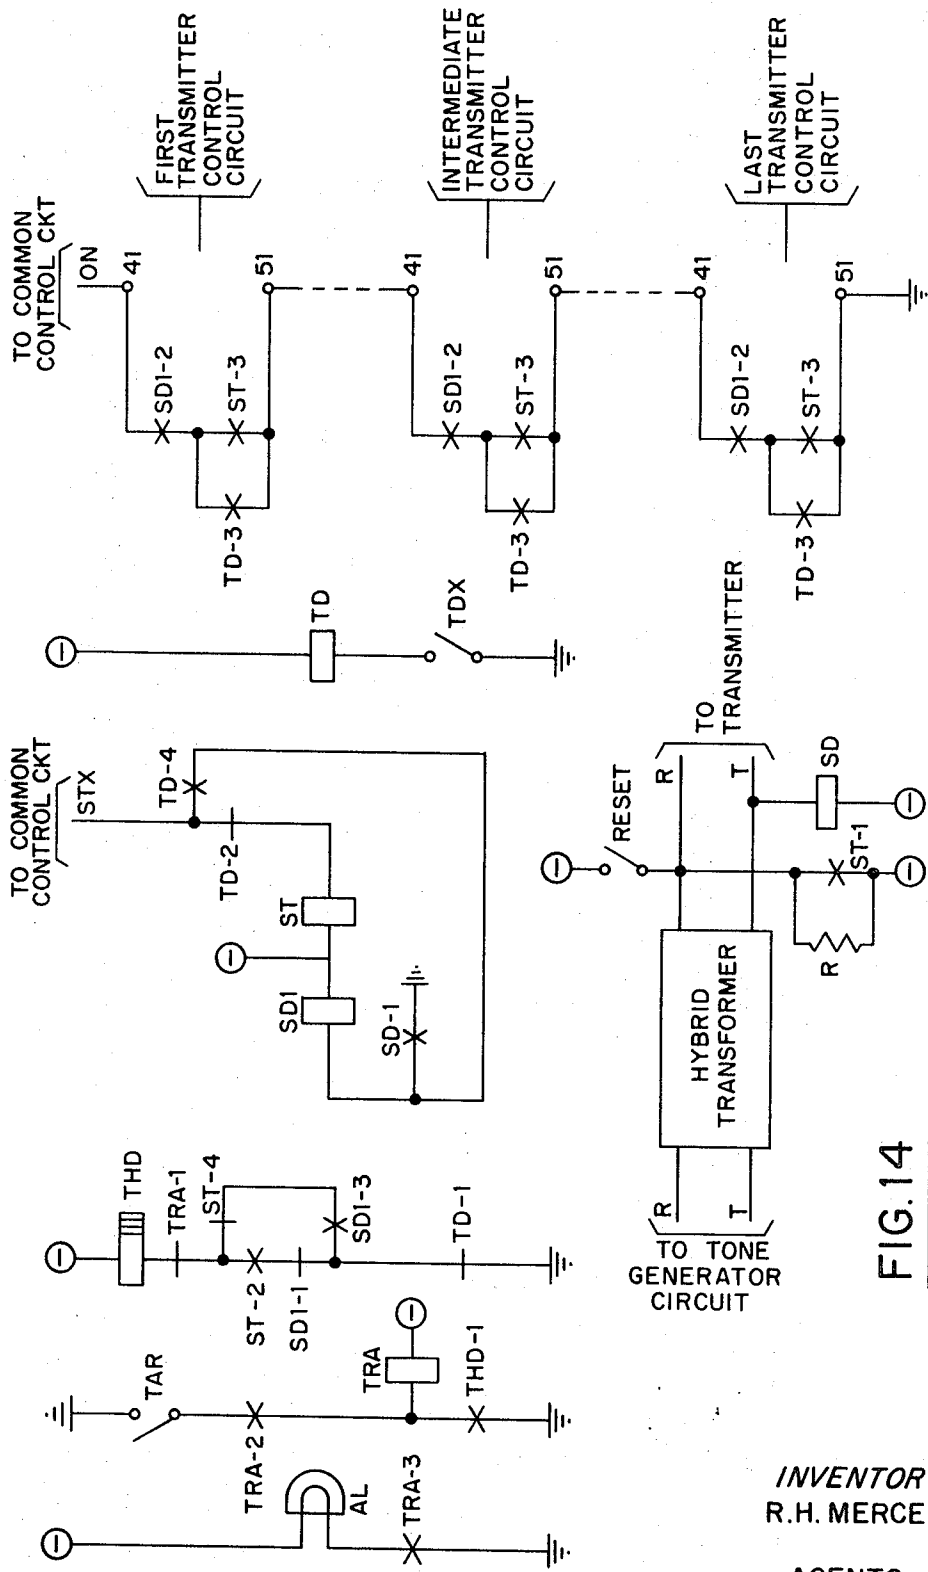 TO COMMON
CONTROL CKT
ON
41
SD1-2
ST-3
TD-3
51
FIRST
TRANSMITTER
CONTROL
CIRCUIT
41
SD1-2
ST-3
TD-3
51
INTERMEDIATE
TRANSMITTER
CONTROL
CIRCUIT
41
SD1-2
ST-3
TD-3
51
LAST
TRANSMITTER
CONTROL
CIRCUIT
TD
TDX
TO COMMON
CONTROL CKT
STX
TD-4
TD-2
ST
SD1
SD-1
RESET
TO
TRANSMITTER
R
T
SD
ST-1
R
HYBRID
TRANSFORMER
R
T
TO TONE
GENERATOR
CIRCUIT
THD
TRA-1
ST-4
ST-2
SD1-1
SD1-3
TD-1
TAR
TRA-2
TRA
THD-1
AL
TRA-3
FIG.14
INVENTOR
R.H. MERCE